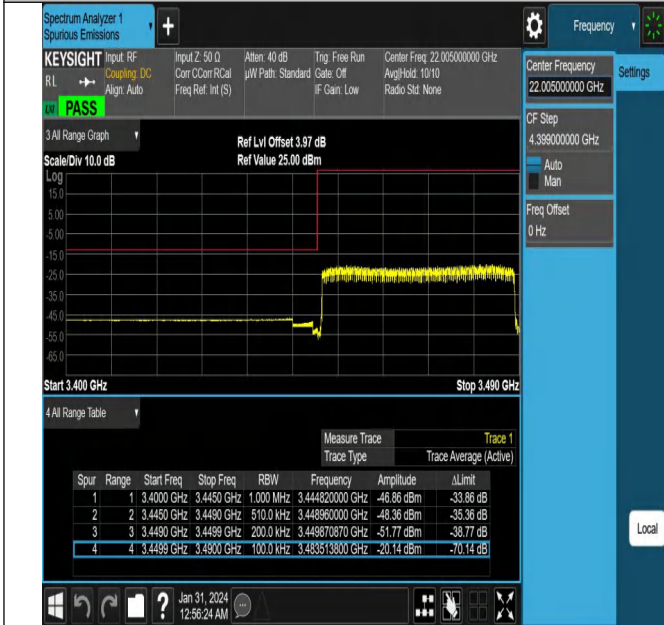 Spectrum Analyzer 1
Spurious Emissions
Frequency
KEYSIGHT
RL
Input: RF
Coupling: DC
Align: Auto
Input Z: 50 Ω
Corr CCorr RCal
Freq Ref: Int (S)
Atten: 40 dB
µW Path: Standard
Trig: Free Run
Gate: Off
IF Gain: Low
Center Freq: 22.005000000 GHz
Avg|Hold: 10/10
Radio Std: None
PASS
Center Frequency
22.005000000 GHz
Settings
CF Step
4.399000000 GHz
Auto
Man
Freq Offset
0 Hz
3 All Range Graph
Scale/Div 10.0 dB
Ref Lvl Offset 3.97 dB
Ref Value 25.00 dBm
Log
15.0
5.00
-5.00
-15.0
-25.0
-35.0
-45.0
-55.0
-65.0
Start 3.400 GHz
Stop 3.490 GHz
4 All Range Table
Measure Trace Trace 1
Trace Type Trace Average (Active)
Spur Range Start Freq Stop Freq RBW Frequency Amplitude ΔLimit
1 1 3.4000 GHz 3.4450 GHz 1.000 MHz 3.444820000 GHz -46.86 dBm -33.86 dB
2 2 3.4450 GHz 3.4490 GHz 510.0 kHz 3.448960000 GHz -48.36 dBm -35.36 dB
3 3 3.4490 GHz 3.4499 GHz 200.0 kHz 3.449870870 GHz -51.77 dBm -38.77 dB
4 4 3.4499 GHz 3.4900 GHz 100.0 kHz 3.483513800 GHz -20.14 dBm -70.14 dB
Local
?
Jan 31, 2024
12:56:24 AM